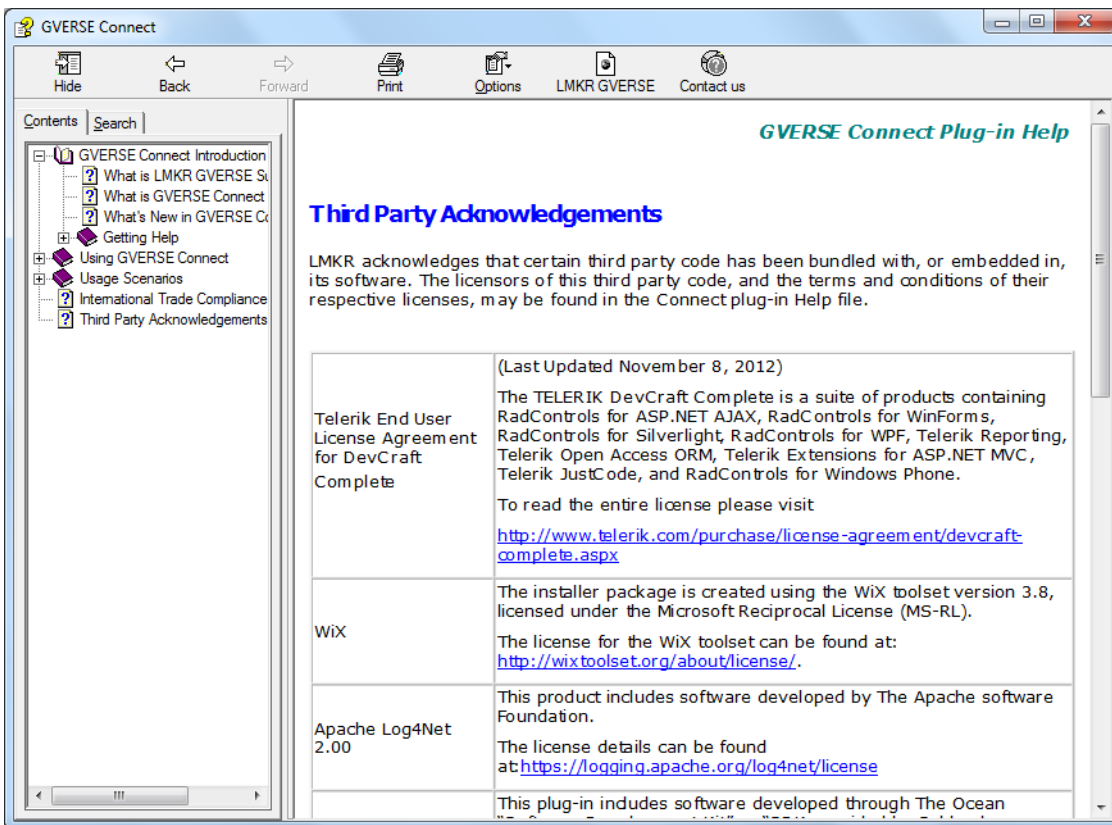 GVERSE Connect
Hide
Back
Forward
Print
Options
LMKR GVERSE
Contact us
Contents
Search
GVERSE Connect Introduction
What is LMKR GVERSE
What is GVERSE Connect
What's New in GVERSE
Getting Help
Using GVERSE Connect
Usage Scenarios
International Trade Compliance
Third Party Acknowledgements
GVERSE Connect Plug-in Help
Third Party Acknowledgements
LMKR acknowledges that certain third party code has been bundled with, or embedded in,
its software. The licensors of this third party code, and the terms and conditions of their
respective licenses, may be found in the Connect plug-in Help file.
Telerik End User
License Agreement
for DevCraft
Complete
(Last Updated November 8, 2012)
The TELERIK DevCraft Complete is a suite of products containing
RadControls for ASP.NET AJAX, RadControls for WinForms,
RadControls for Silverlight, RadControls for WPF, Telerik Reporting,
Telerik Open Access ORM, Telerik Extensions for ASP.NET MVC,
Telerik JustCode, and RadControls for Windows Phone.
To read the entire license please visit
http://www.telerik.com/purchase/license-agreement/devcraft-
complete.aspx
WiX
The installer package is created using the WiX toolset version 3.8,
licensed under the Microsoft Reciprocal License (MS-RL).
The license for the WiX toolset can be found at:
http://wixtoolset.org/about/license/.
Apache Log4Net
2.00
This product includes software developed by The Apache software
Foundation.
The license details can be found
at:https://logging.apache.org/log4net/license
This plug-in includes software developed through The Ocean